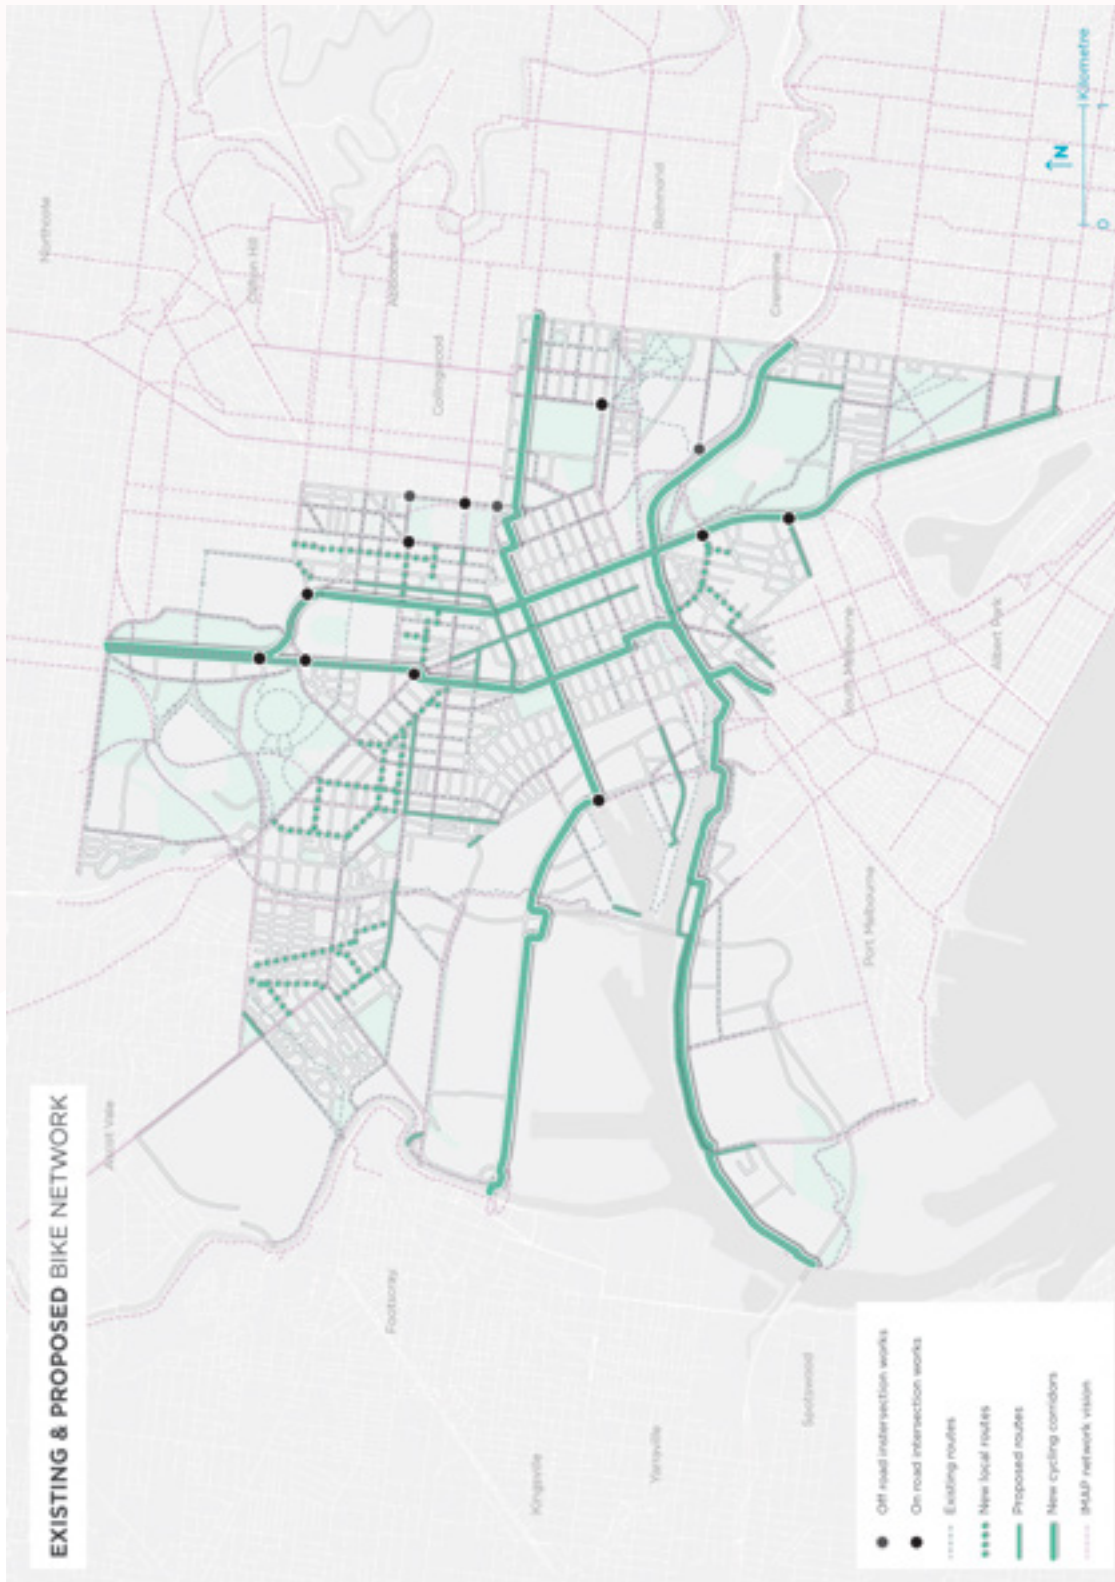 EXISTING & PROPOSED BIKE NETWORK
Northcote
Clifton Hill
Abbotsford
Collingwood
Richmond
Cremorne
Ascot Vale
Footscray
Kingsville
Yarraville
Spotswood
Port Melbourne
South Melbourne
Albert Park
Off road instersection works
On road intersection works
Existing routes
New local routes
Proposed routes
New cycling corridors
IMAP network vision
N
0 1 Kilometre